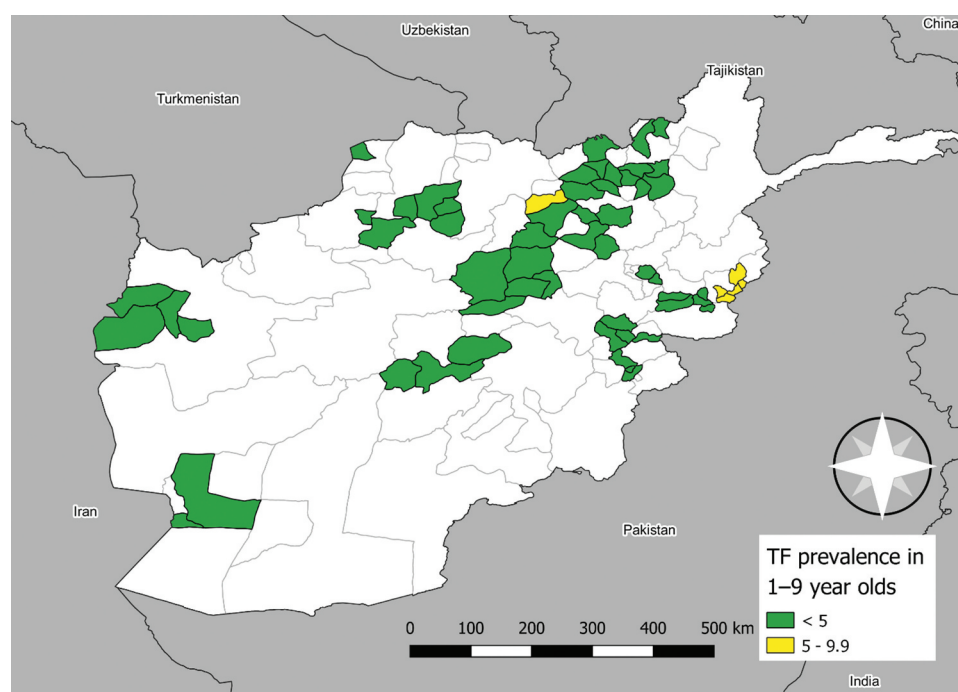 Uzbekistan
China
Tajikistan
Turkmenistan
Iran
Pakistan
TF prevalence in
1–9 year olds
< 5
5 - 9.9
0 100 200 300 400 500 km
India